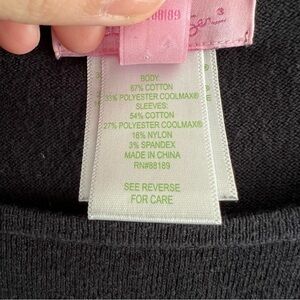 BODY
67% COTTON
33% POLYESTER COOLMAX®
SLEEVES:
54% COTTON
27% POLYESTER COOLMAX®
16% NYLON
3% SPANDEX
MADE IN CHINA
RN#88189
SEE REVERSE
FOR CARE